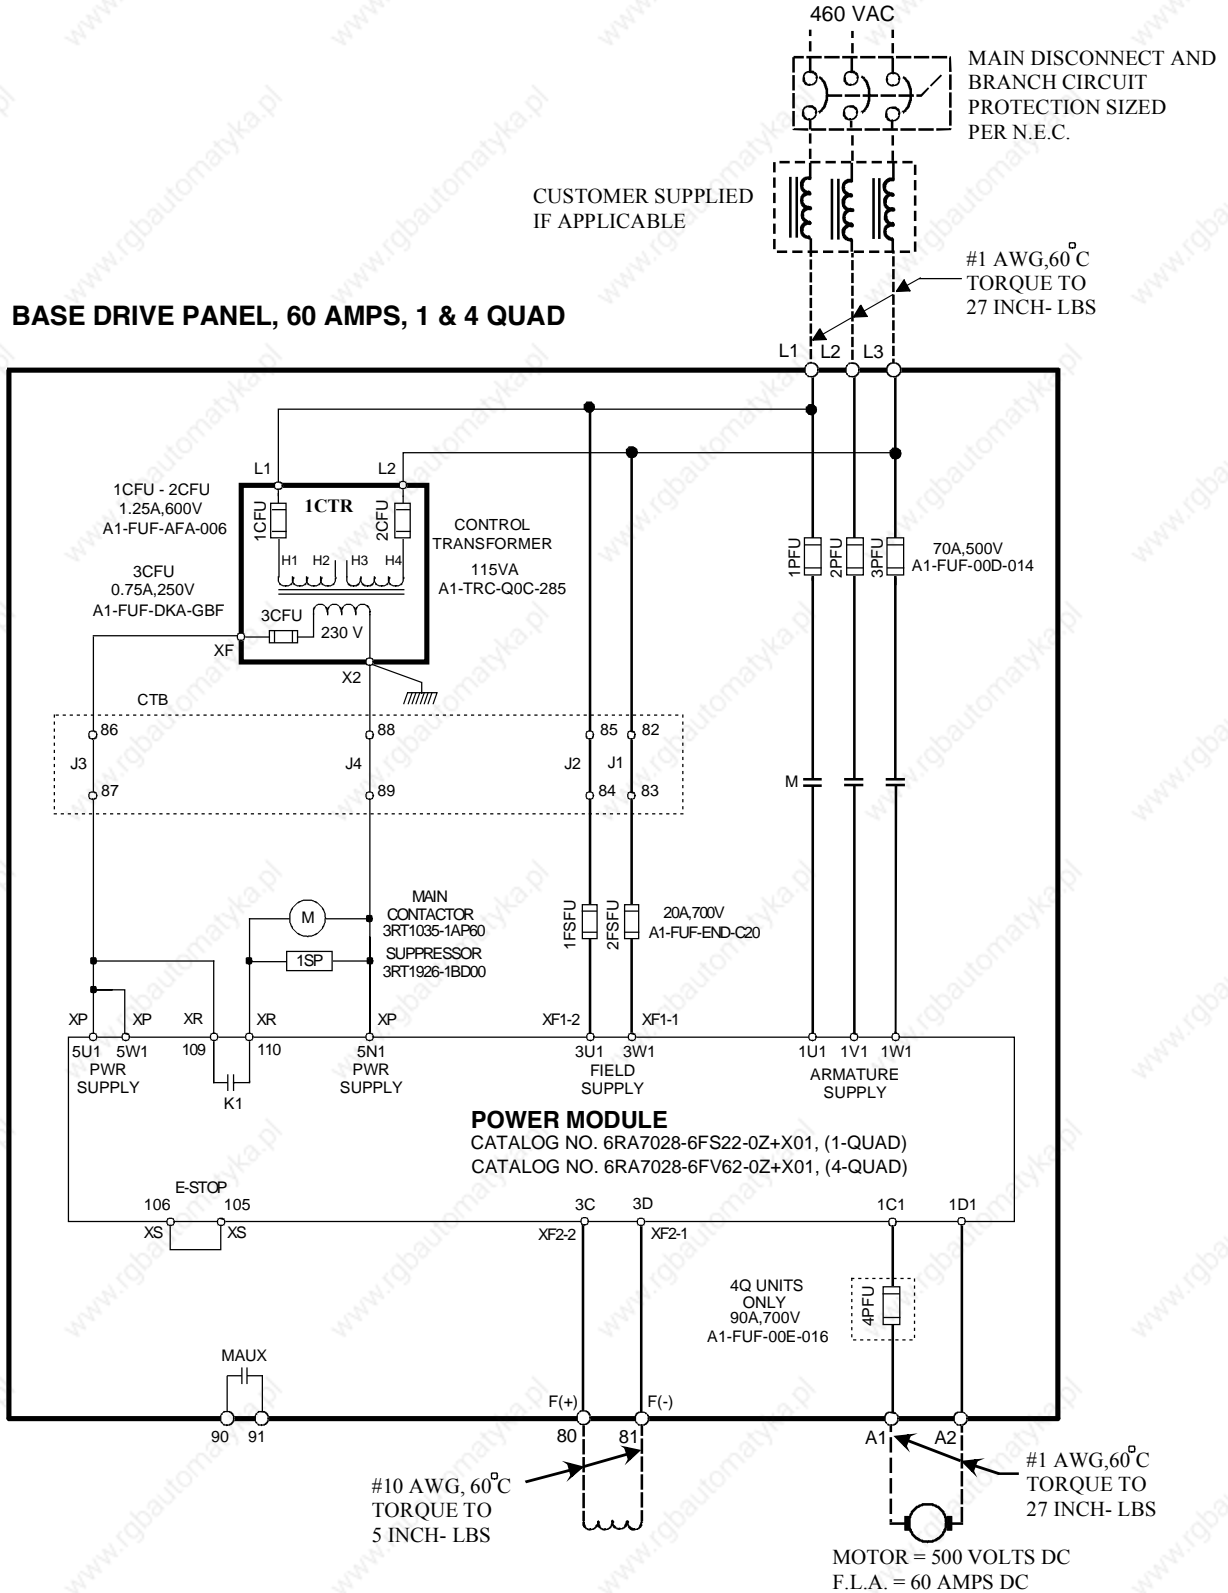 460 VAC
MAIN DISCONNECT AND
BRANCH CIRCUIT
PROTECTION SIZED
PER N.E.C.
CUSTOMER SUPPLIED
IF APPLICABLE
#1 AWG,60°C
TORQUE TO
27 INCH- LBS
BASE DRIVE PANEL, 60 AMPS, 1 & 4 QUAD
L1 L2 L3
L1 L2
1CFU - 2CFU
1.25A,600V
A1-FUF-AFA-006
1CFU
1CTR
2CFU
CONTROL
TRANSFORMER
115VA
A1-TRC-Q0C-285
H1 H2 H3 H4
3CFU
0.75A,250V
A1-FUF-DKA-GBF
3CFU
230 V
XF
X2
1PFU
2PFU
3PFU
70A,500V
A1-FUF-00D-014
CTB
86 88 85 82
J3 J4 J2 J1
87 89 84 83
M
M
MAIN
CONTACTOR
3RT1035-1AP60
1SP
SUPPRESSOR
3RT1926-1BD00
1FSFU
2FSFU
20A,700V
A1-FUF-END-C20
XP XP XR XR XP XF1-2 XF1-1
5U1 5W1 109 110 5N1 3U1 3W1 1U1 1V1 1W1
PWR
SUPPLY
K1
PWR
SUPPLY
FIELD
SUPPLY
ARMATURE
SUPPLY
POWER MODULE
CATALOG NO. 6RA7028-6FS22-0Z+X01, (1-QUAD)
CATALOG NO. 6RA7028-6FV62-0Z+X01, (4-QUAD)
E-STOP
106 105
XS XS
3C 3D 1C1 1D1
XF2-2 XF2-1
4Q UNITS
ONLY
90A,700V
A1-FUF-00E-016
4PFU
MAUX
90 91
F(+) F(-)
80 81
A1 A2
#10 AWG, 60°C
TORQUE TO
5 INCH- LBS
#1 AWG,60°C
TORQUE TO
27 INCH- LBS
MOTOR = 500 VOLTS DC
F.L.A. = 60 AMPS DC
www.rgbautomatyka.pl